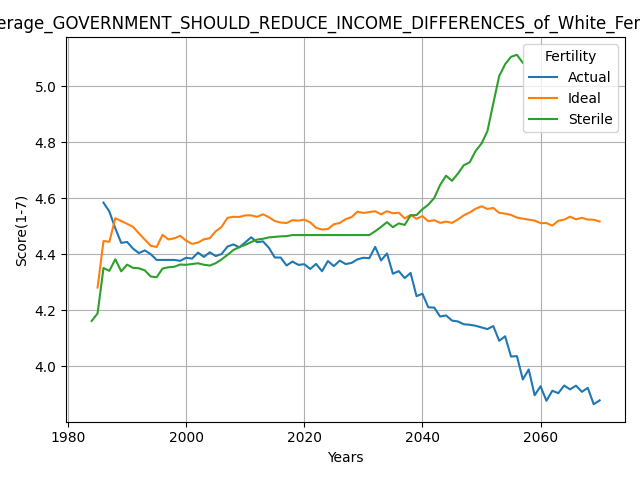 erage_GOVERNMENT_SHOULD_REDUCE_INCOME_DIFFERENCES_of_White_Fer
Fertility
Actual
Ideal
Sterile
Score(1-7)
5.0
4.8
4.6
4.4
4.2
4.0
1980
2000
2020
2040
2060
Years